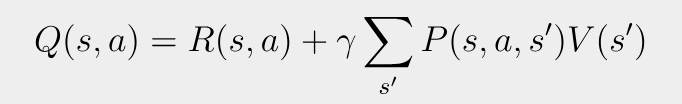 Q(s, a) = R(s, a) + γ ∑_{s′} P(s, a, s′)V(s′)